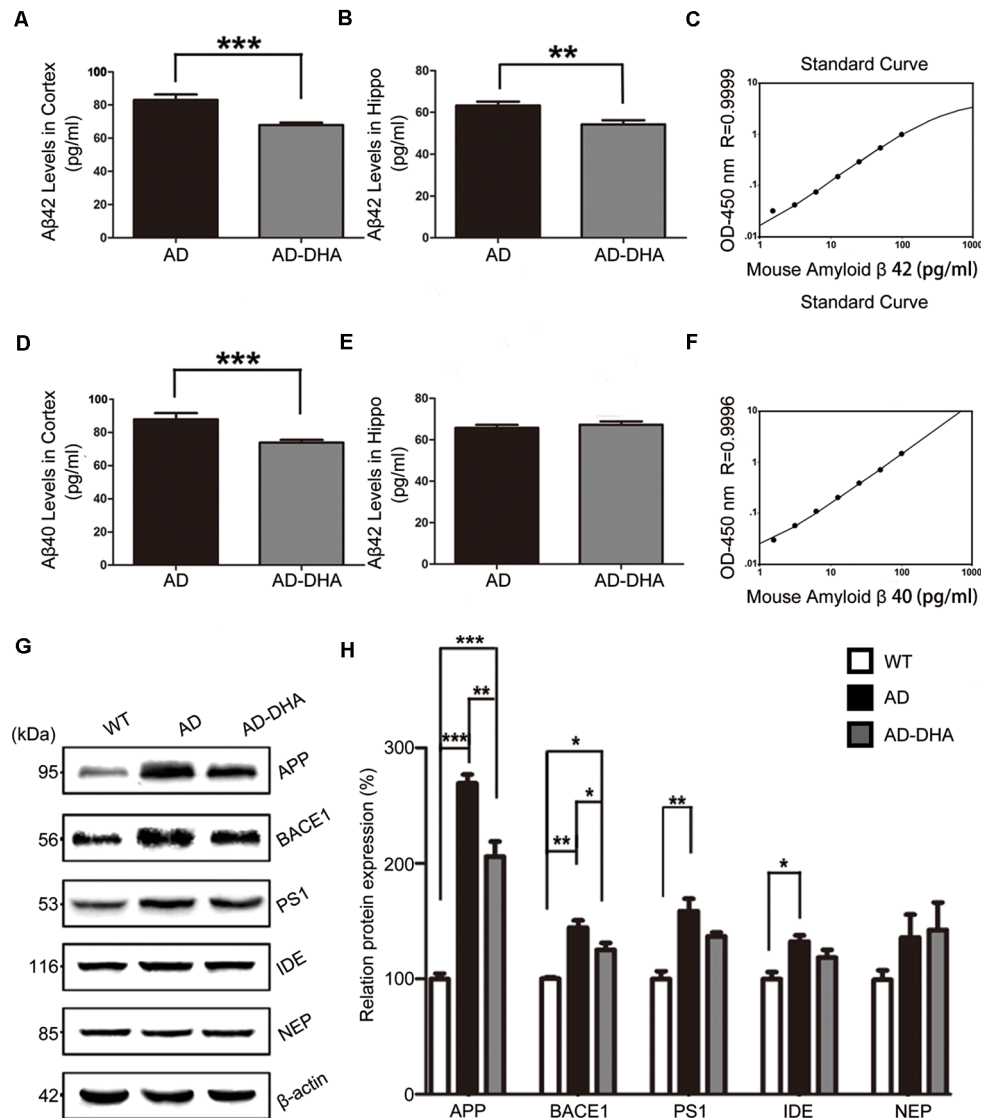 A
***
Aβ42 Levels in Cortex
(pg/ml)
100
80
60
40
20
0
AD
AD-DHA
B
**
Aβ42 Levels in Hippo
(pg/ml)
80
60
40
20
0
AD
AD-DHA
C
Standard Curve
OD-450 nm R=0.9999
10
1
.1
.01
1
10
100
1000
Mouse Amyloid β 42 (pg/ml)
Standard Curve
D
***
Aβ40 Levels in Cortex
(pg/ml)
100
80
60
40
20
0
AD
AD-DHA
E
Aβ42 Levels in Hippo
(pg/ml)
80
60
40
20
0
AD
AD-DHA
F
OD-450 nm R=0.9996
10
1
.1
.01
1
10
100
1000
Mouse Amyloid β 40 (pg/ml)
G
(kDa)
WT
AD
AD-DHA
95
APP
56
BACE1
53
PS1
116
IDE
85
NEP
42
β-actin
H
WT
AD
AD-DHA
Relation protein expression (%)
300
200
100
0
***
**
***
*
*
**
**
*
APP
BACE1
PS1
IDE
NEP